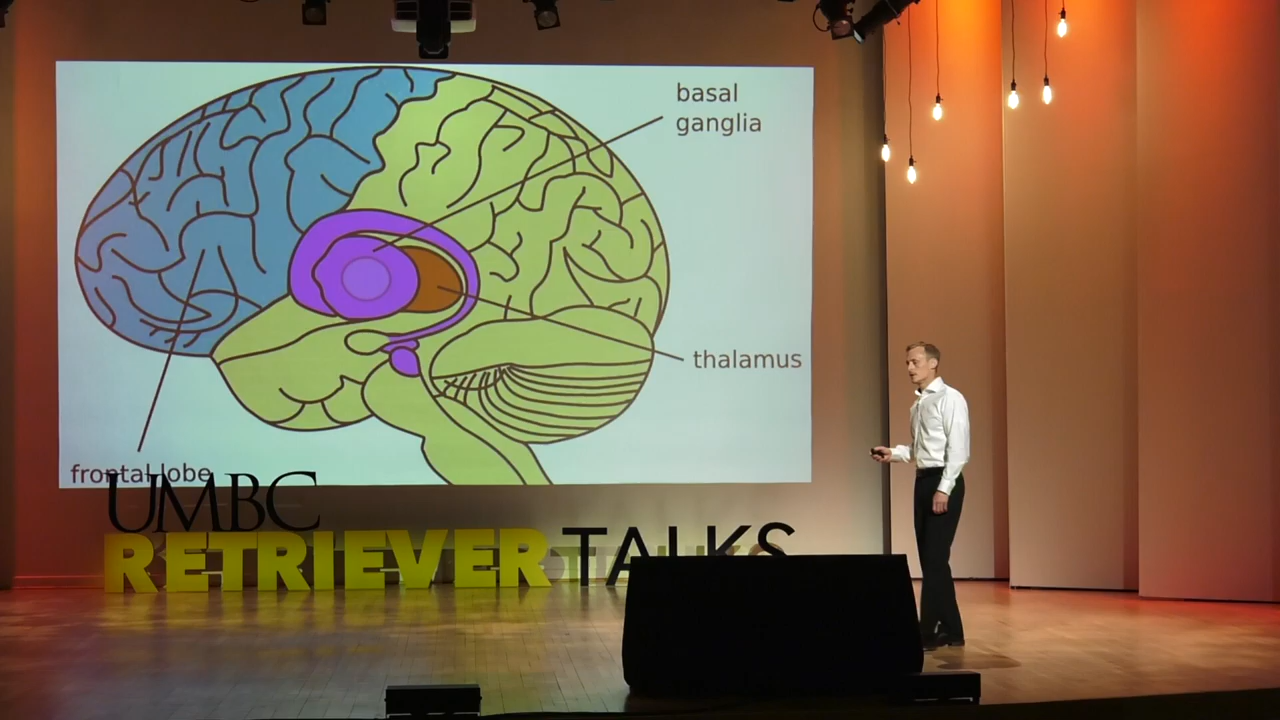 basal
ganglia
thalamus
frontal lobe
UMBC
RETRIEVER TALKS